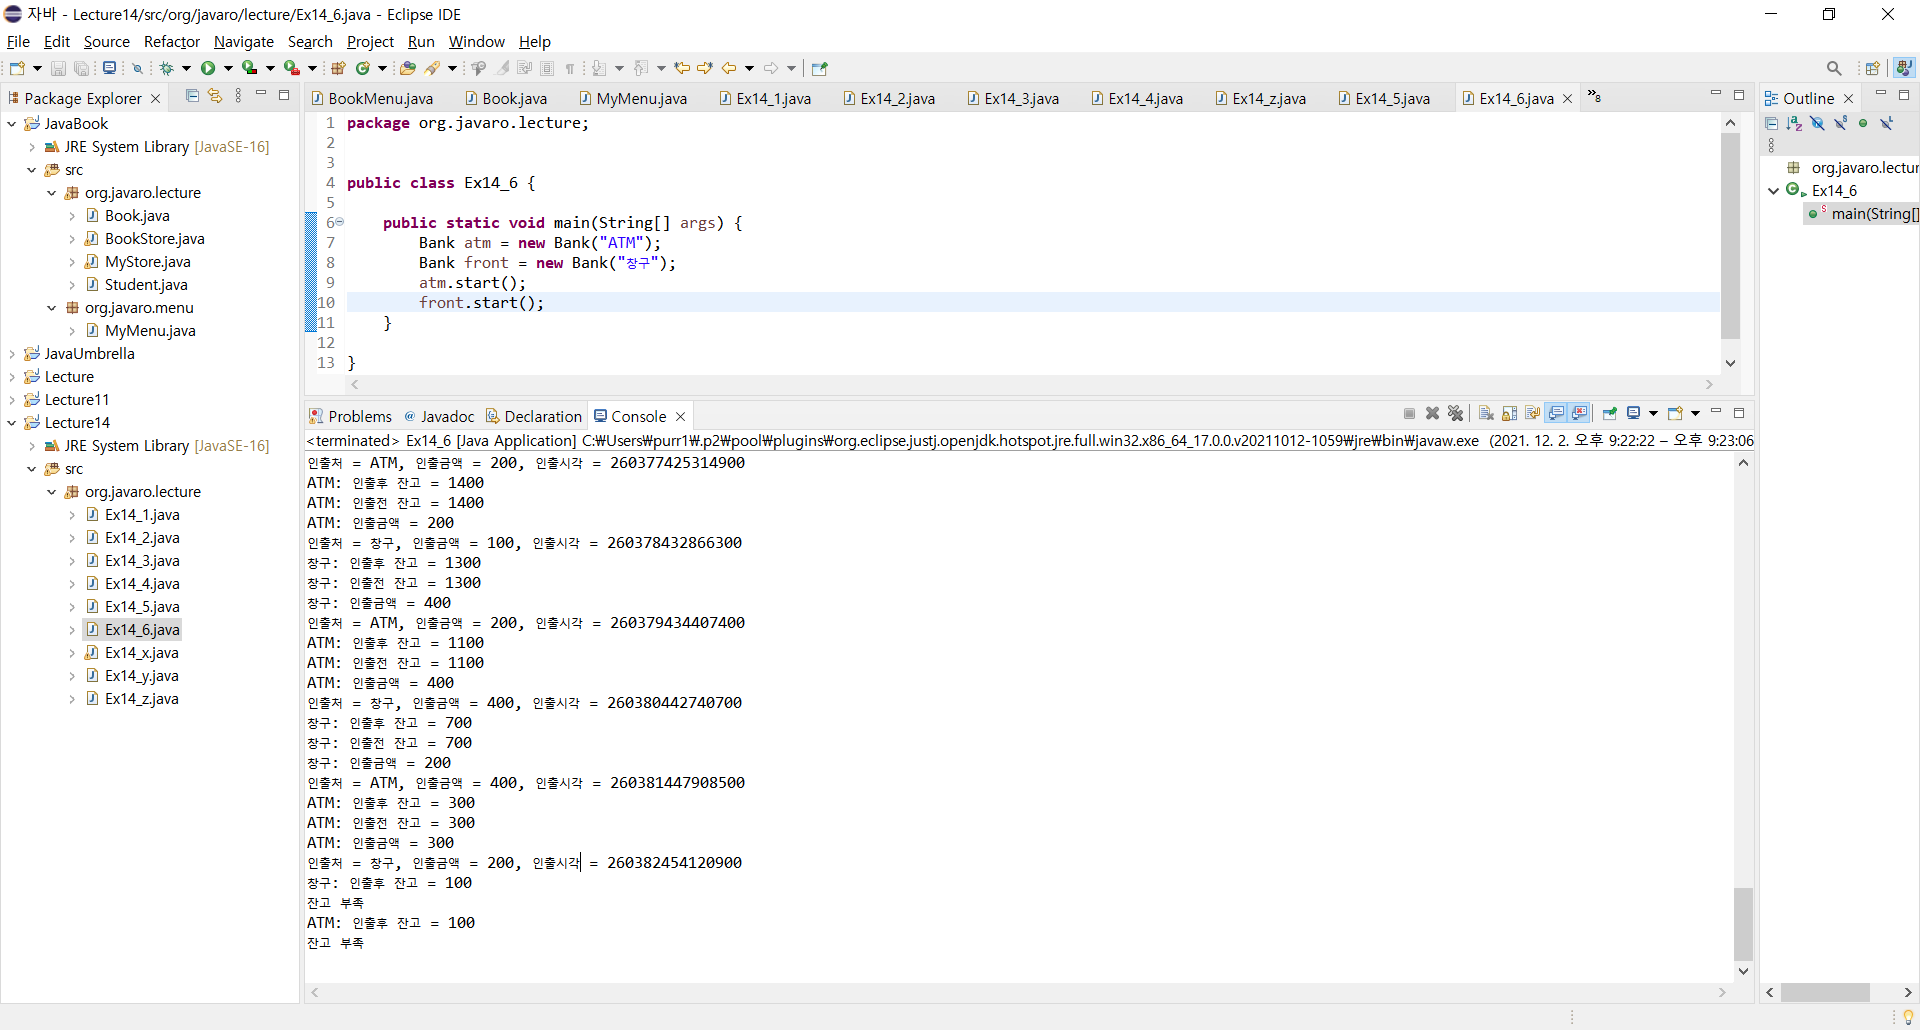 자바 - Lecture14/src/org/javaro/lecture/Ex14_6.java - Eclipse IDE
File Edit Source Refactor Navigate Search Project Run Window Help
Package Explorer
JavaBook
JRE System Library [JavaSE-16]
src
org.javaro.lecture
Book.java
BookStore.java
MyStore.java
Student.java
org.javaro.menu
MyMenu.java
JavaUmbrella
Lecture
Lecture11
Lecture14
JRE System Library [JavaSE-16]
src
org.javaro.lecture
Ex14_1.java
Ex14_2.java
Ex14_3.java
Ex14_4.java
Ex14_5.java
Ex14_6.java
Ex14_x.java
Ex14_y.java
Ex14_z.java
BookMenu.java Book.java MyMenu.java Ex14_1.java Ex14_2.java Ex14_3.java Ex14_4.java Ex14_z.java Ex14_5.java Ex14_6.java »8
1 package org.javaro.lecture;
2
3
4 public class Ex14_6 {
5
6 public static void main(String[] args) {
7 Bank atm = new Bank("ATM");
8 Bank front = new Bank("창구");
9 atm.start();
10 front.start();
11 }
12
13 }
Problems @ Javadoc Declaration Console
<terminated> Ex14_6 [Java Application] C:₩Users₩purr1₩.p2₩pool₩plugins₩org.eclipse.justj.openjdk.hotspot.jre.full.win32.x86_64_17.0.0.v20211012-1059₩jre₩bin₩javaw.exe (2021. 12. 2. 오후 9:22:22 – 오후 9:23:06
인출처 = ATM, 인출금액 = 200, 인출시각 = 260377425314900
ATM: 인출후 잔고 = 1400
ATM: 인출전 잔고 = 1400
ATM: 인출금액 = 200
인출처 = 창구, 인출금액 = 100, 인출시각 = 260378432866300
창구: 인출후 잔고 = 1300
창구: 인출전 잔고 = 1300
창구: 인출금액 = 400
인출처 = ATM, 인출금액 = 200, 인출시각 = 260379434407400
ATM: 인출후 잔고 = 1100
ATM: 인출전 잔고 = 1100
ATM: 인출금액 = 400
인출처 = 창구, 인출금액 = 400, 인출시각 = 260380442740700
창구: 인출후 잔고 = 700
창구: 인출전 잔고 = 700
창구: 인출금액 = 200
인출처 = ATM, 인출금액 = 400, 인출시각 = 260381447908500
ATM: 인출후 잔고 = 300
ATM: 인출전 잔고 = 300
ATM: 인출금액 = 300
인출처 = 창구, 인출금액 = 200, 인출시각 = 260382454120900
창구: 인출후 잔고 = 100
잔고 부족
ATM: 인출후 잔고 = 100
잔고 부족
Outline
org.javaro.lectur
Ex14_6
main(String[]